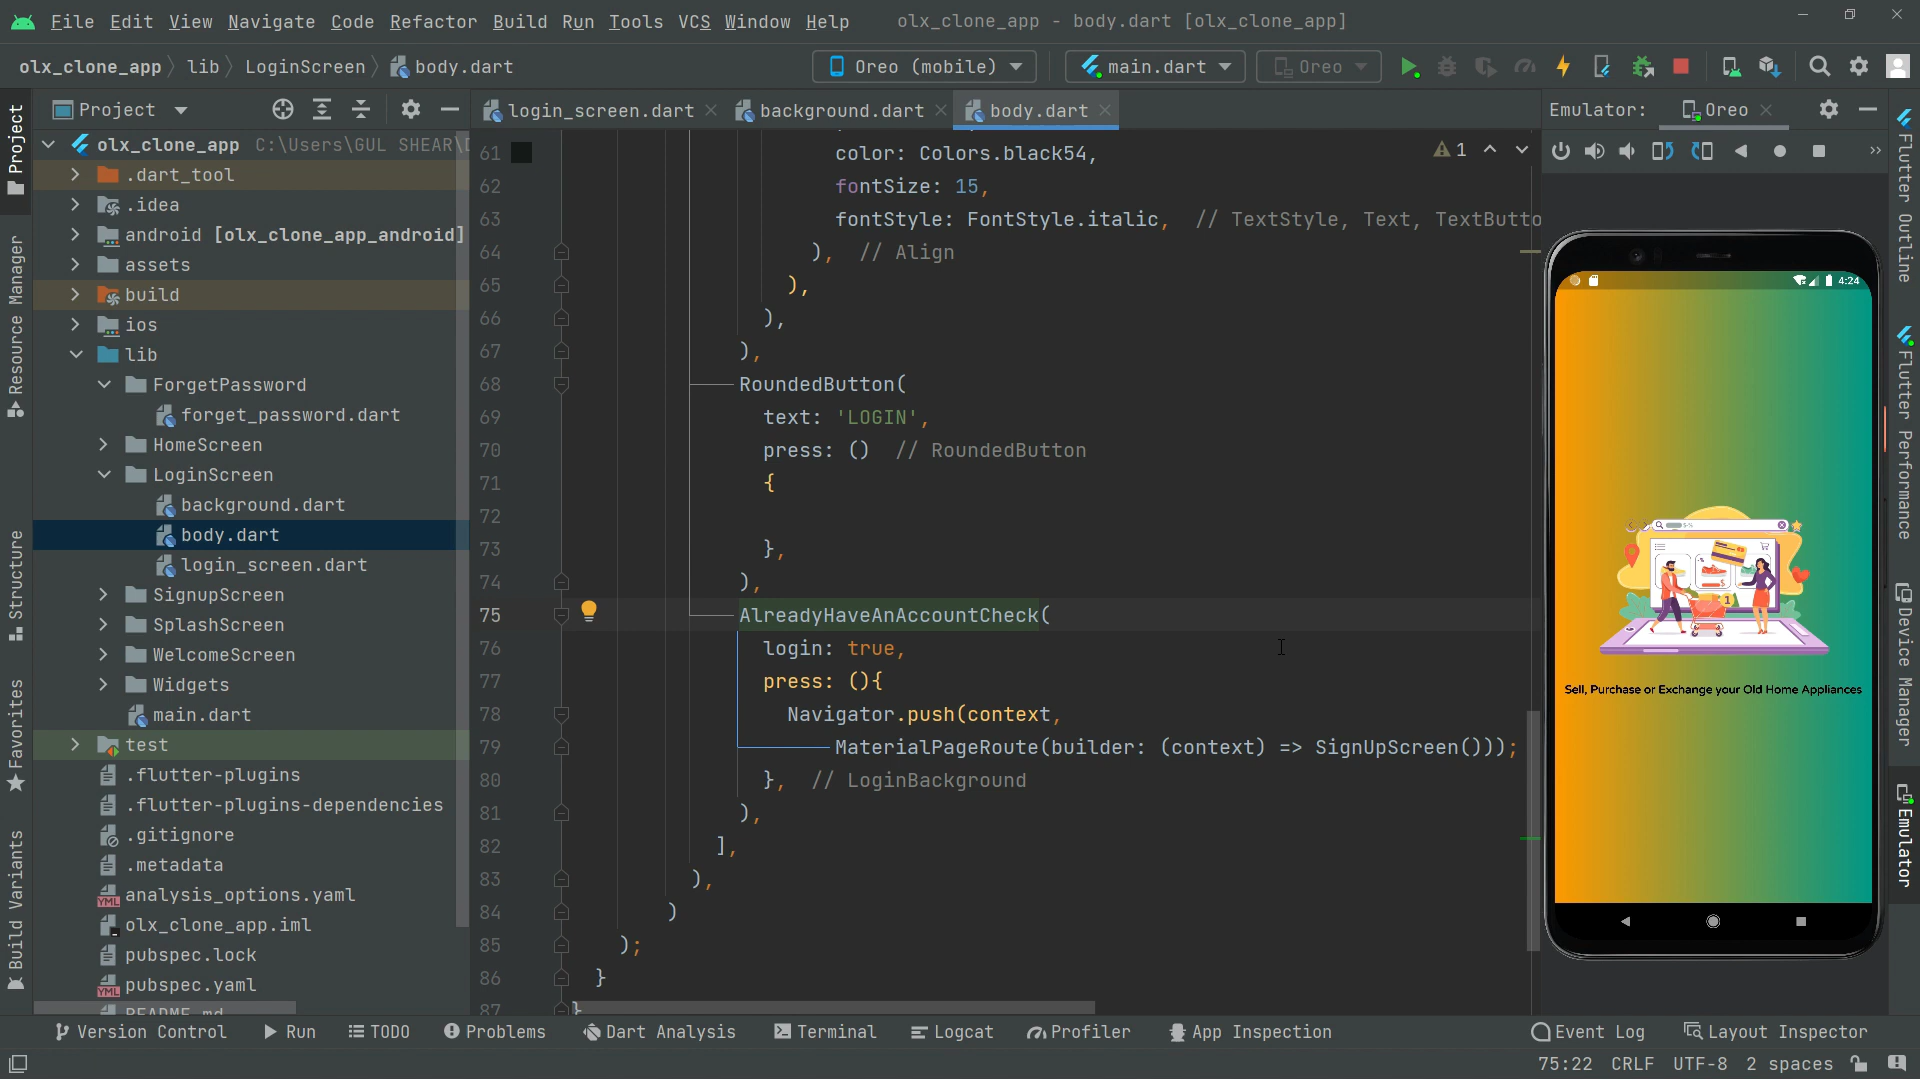 File Edit View Navigate Code Refactor Build Run Tools VCS Window Help olx_clone_app - body.dart [olx_clone_app]
olx_clone_app lib LoginScreen body.dart Oreo (mobile) main.dart Oreo
Project login_screen.dart background.dart body.dart Emulator: Oreo
olx_clone_app C:\Users\GUL SHEAR\
.dart_tool
.idea
android [olx_clone_app_android]
assets
build
ios
lib
ForgetPassword
forget_password.dart
HomeScreen
LoginScreen
background.dart
body.dart
login_screen.dart
SignupScreen
SplashScreen
WelcomeScreen
Widgets
main.dart
test
.flutter-plugins
.flutter-plugins-dependencies
.gitignore
.metadata
analysis_options.yaml
olx_clone_app.iml
pubspec.lock
pubspec.yaml
README.md
61 color: Colors.black54, 1
62 fontSize: 15,
63 fontStyle: FontStyle.italic, // TextStyle, Text, TextButto
64 ), // Align
65 ),
66 ),
67 ),
68 RoundedButton(
69 text: 'LOGIN',
70 press: () // RoundedButton
71 {
72
73 },
74 ),
75 AlreadyHaveAnAccountCheck(
76 login: true,
77 press: (){
78 Navigator.push(context,
79 MaterialPageRoute(builder: (context) => SignUpScreen()));
80 }, // LoginBackground
81 ),
82 ],
83 ),
84 )
85 );
86 }
87 }
4:24
Sell, Purchase or Exchange your Old Home Appliances
Project
Resource Manager
Structure
Favorites
Build Variants
Flutter Outline
Flutter Performance
Device Manager
Emulator
Version Control Run TODO Problems Dart Analysis Terminal Logcat Profiler App Inspection Event Log Layout Inspector
75:22 CRLF UTF-8 2 spaces